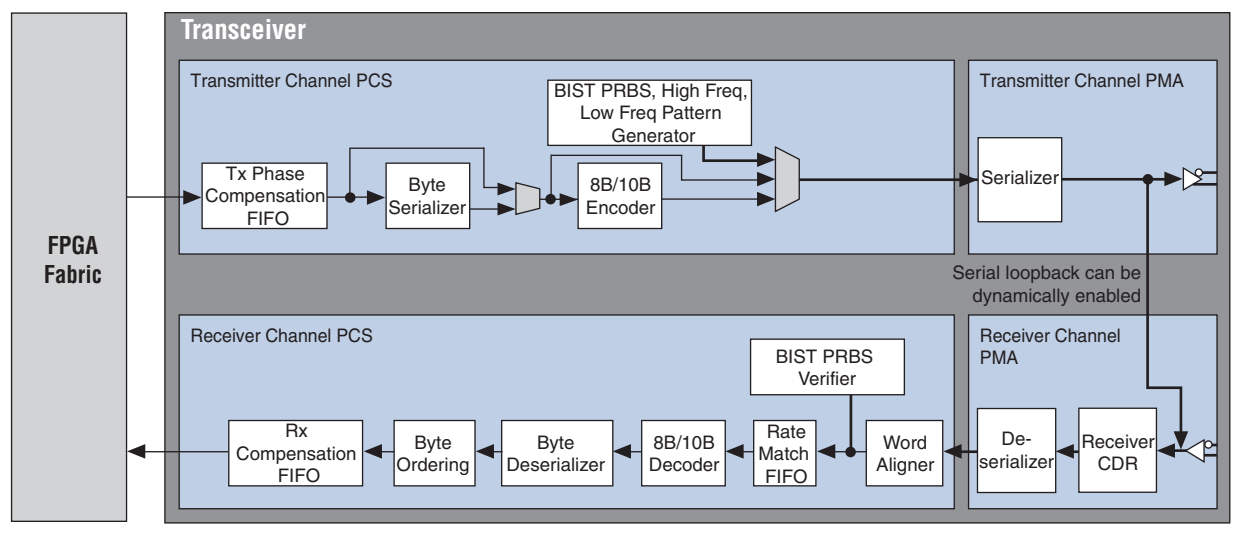 Transceiver
Transmitter Channel PCS
BIST PRBS, High Freq,
Low Freq Pattern
Generator
Tx Phase
Compensation
FIFO
Byte
Serializer
8B/10B
Encoder
Transmitter Channel PMA
Serializer
FPGA
Fabric
Serial loopback can be
dynamically enabled
Receiver Channel PCS
BIST PRBS
Verifier
Rx
Compensation
FIFO
Byte
Ordering
Byte
Deserializer
8B/10B
Decoder
Rate
Match
FIFO
Word
Aligner
Receiver Channel
PMA
De-
serializer
Receiver
CDR